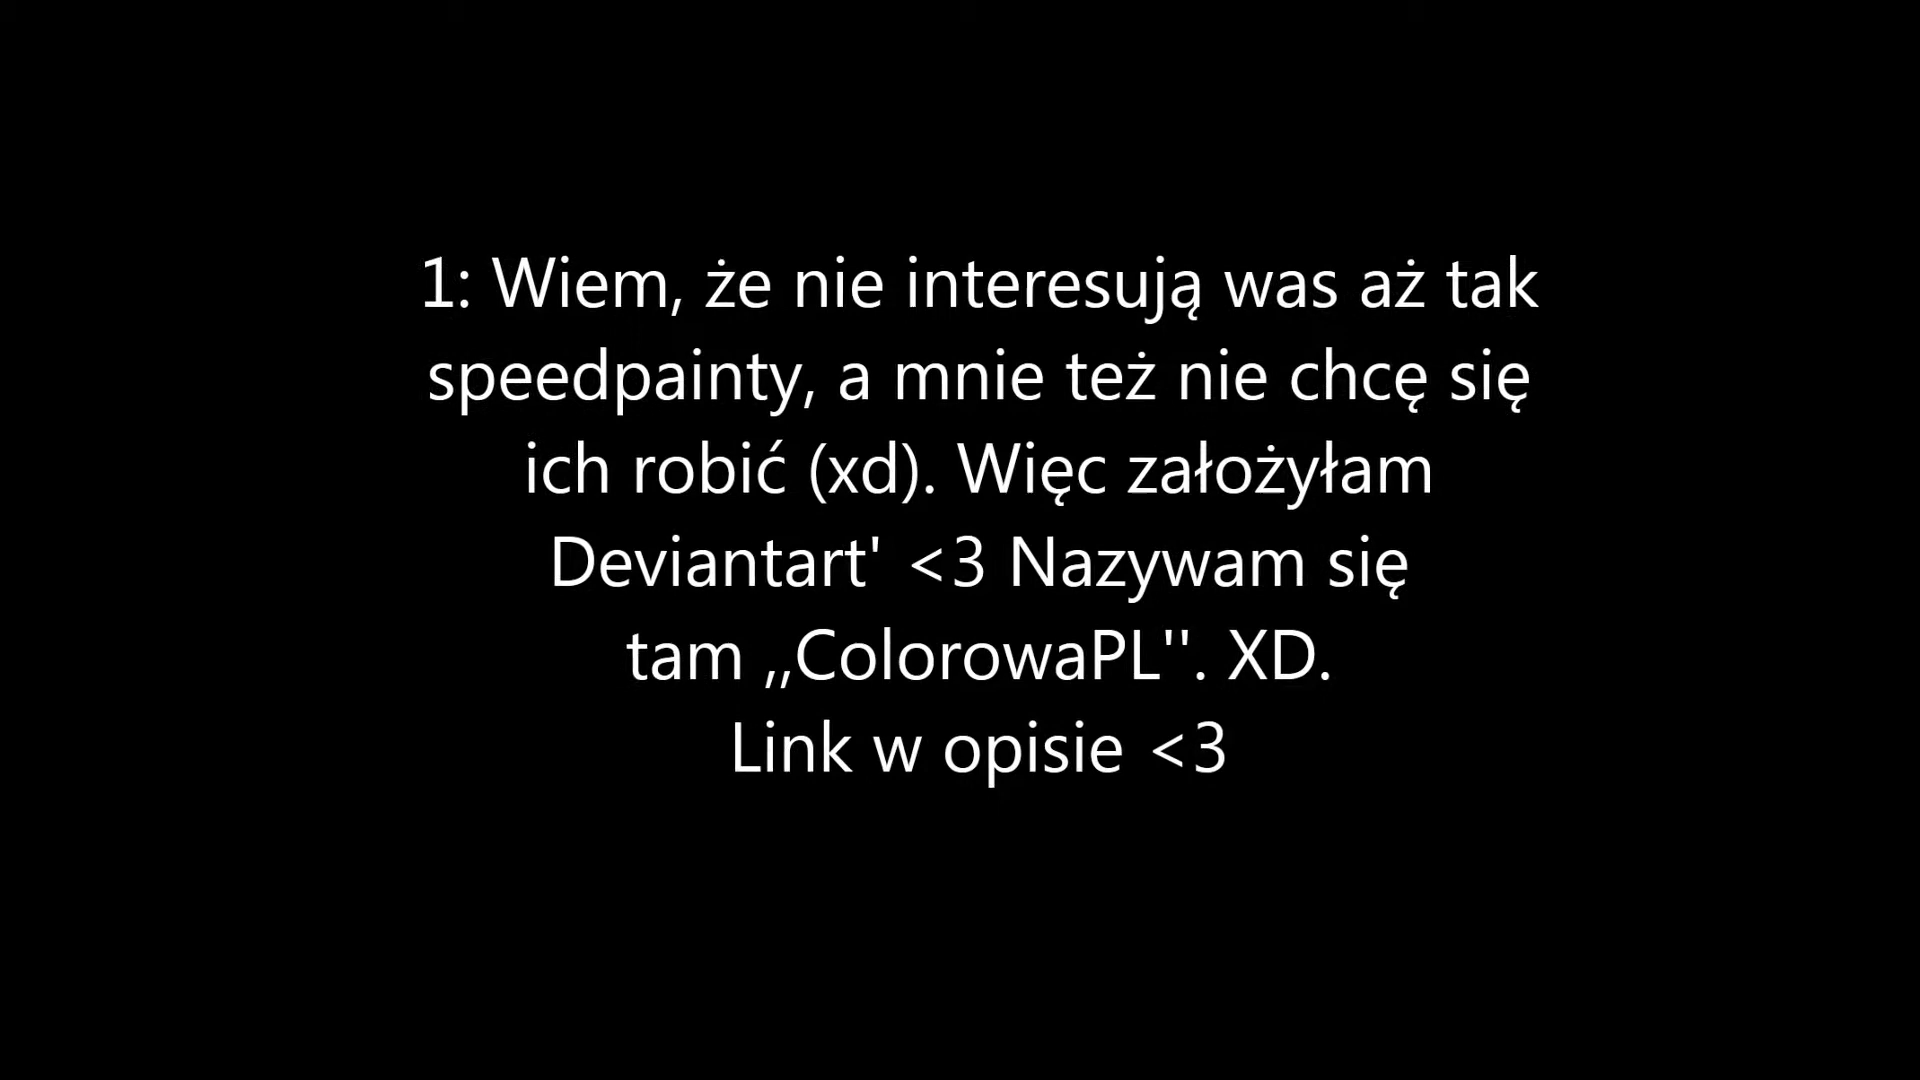 1: Wiem, że nie interesują was aż tak
speedpainty, a mnie też nie chcę się
ich robić (xd). Więc założyłam
Deviantart' <3 Nazywam się
tam ,,ColorowaPL''. XD.
Link w opisie <3